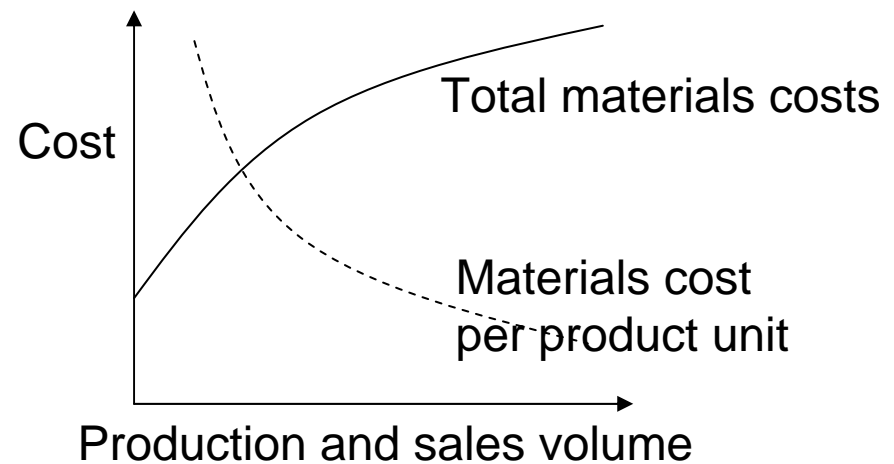 Total materials costs
Cost
Materials cost
per product unit
Production and sales volume